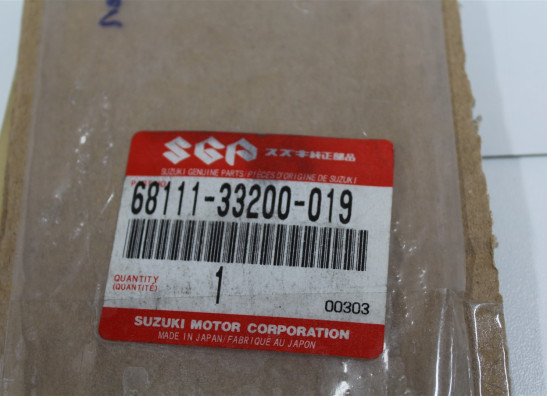 SGP スズキ純正部品
SUZUKI GENUINE PARTS / PIÈCES D'ORIGINE DE SUZUKI
68111-33200-019
QUANTITY
(QUANTITÉ)
1
00303
SUZUKI MOTOR CORPORATION
MADE IN JAPAN/FABRIQUÉ AU JAPON